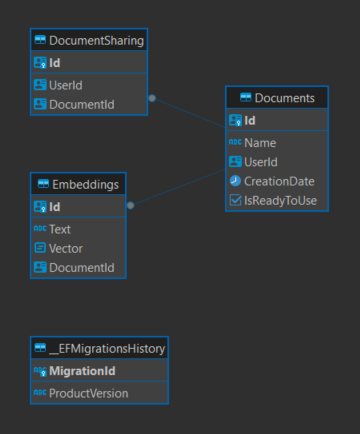 DocumentSharing
Id
UserId
DocumentId
Documents
Id
Name
UserId
CreationDate
IsReadyToUse
Embeddings
Id
Text
Vector
DocumentId
__EFMigrationsHistory
MigrationId
ProductVersion